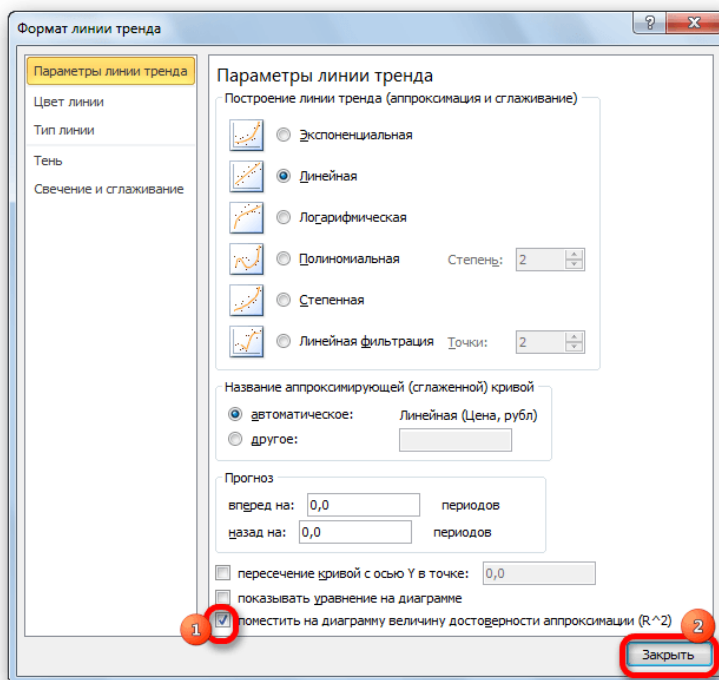 Формат линии тренда
Параметры линии тренда
Цвет линии
Тип линии
Тень
Свечение и сглаживание
Параметры линии тренда
Построение линии тренда (аппроксимация и сглаживание)
Экспоненциальная
Линейная
Логарифмическая
Полиномиальная Степень: 2
Степенная
Линейная фильтрация Точки: 2
Название аппроксимирующей (сглаженной) кривой
автоматическое: Линейная (Цена, рубл)
другое:
Прогноз
вперед на: 0,0 периодов
назад на: 0,0 периодов
пересечение кривой с осью Y в точке: 0,0
показывать уравнение на диаграмме
1 поместить на диаграмму величину достоверности аппроксимации (R^2) 2
Закрыть